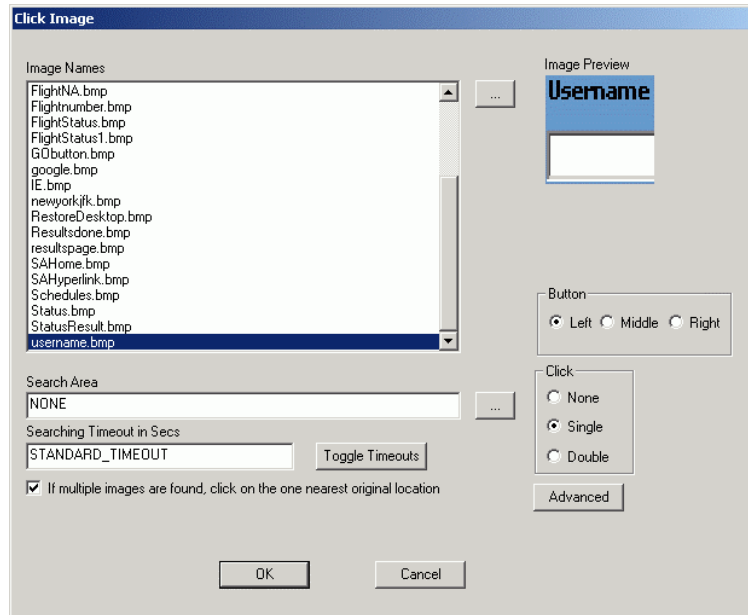 Click Image
Image Names
FlightNA.bmp
Flightnumber.bmp
FlightStatus.bmp
FlightStatus1.bmp
GObutton.bmp
google.bmp
IE.bmp
newyorkjfk.bmp
RestoreDesktop.bmp
Resultsdone.bmp
resultspage.bmp
SAHome.bmp
SAHyperlink.bmp
Schedules.bmp
Status.bmp
StatusResult.bmp
username.bmp
...
Image Preview
Username
Button
Left Middle Right
Search Area
NONE
...
Searching Timeout in Secs
STANDARD_TIMEOUT
Toggle Timeouts
If multiple images are found, click on the one nearest original location
Click
None
Single
Double
Advanced
OK
Cancel